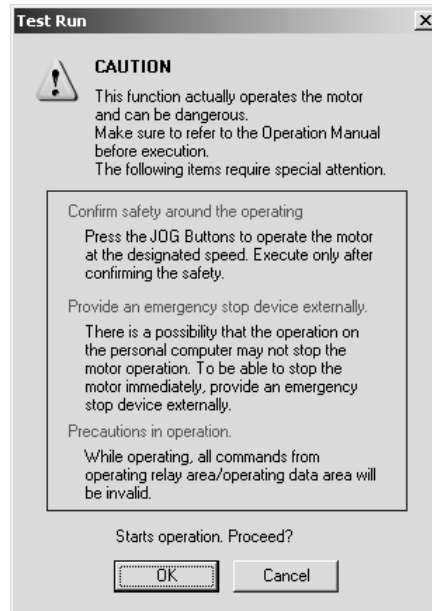 Test Run
CAUTION
This function actually operates the motor
and can be dangerous.
Make sure to refer to the Operation Manual
before execution.
The following items require special attention.
Confirm safety around the operating
Press the JOG Buttons to operate the motor
at the designated speed. Execute only after
confirming the safety.
Provide an emergency stop device externally.
There is a possibility that the operation on
the personal computer may not stop the
motor operation. To be able to stop the
motor immediately, provide an emergency
stop device externally.
Precautions in operation.
While operating, all commands from
operating relay area/operating data area will
be invalid.
Starts operation. Proceed?
OK
Cancel